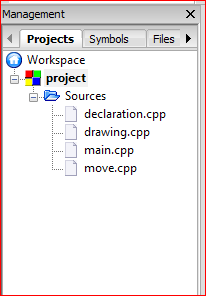 Management
Projects Symbols Files
Workspace
project
Sources
declaration.cpp
drawing.cpp
main.cpp
move.cpp